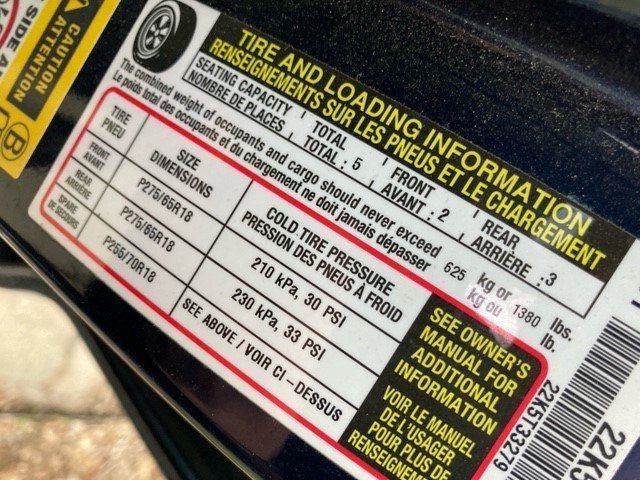 SIDE A
CAUTION
ATTENTION
B
TIRE AND LOADING INFORMATION
RENSEIGNEMENTS SUR LES PNEUS ET LE CHARGEMENT
SEATING CAPACITY TOTAL FRONT REAR
NOMBRE DE PLACES TOTAL : 5 AVANT : 2 ARRIÈRE : 3
The combined weight of occupants and cargo should never exceed 625 kg or 1380 lbs.
Le poids total des occupants et du chargement ne doit jamais dépasser kg ou lb.
TIRE SIZE COLD TIRE PRESSURE
PNEU DIMENSIONS PRESSION DES PNEUS À FROID
FRONT
AVANT P275/65R18 210 kPa, 30 PSI
REAR
ARRIÈRE P275/65R18 230 kPa, 33 PSI
SPARE
DE SECOURS P255/70R18 SEE ABOVE / VOIR CI-DESSUS
SEE OWNER'S
MANUAL FOR
ADDITIONAL
INFORMATION
VOIR LE MANUEL
DE L'USAGER
POUR PLUS DE
RENSEIGNEMENTS
22K5T33279
22K5